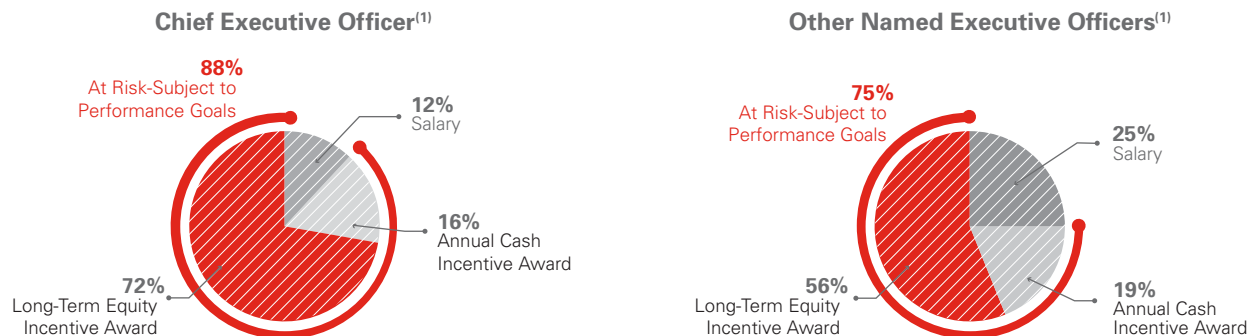 Chief Executive Officer(1)
88%
At Risk-Subject to
Performance Goals
12%
Salary
16%
Annual Cash
Incentive Award
72%
Long-Term Equity
Incentive Award
Other Named Executive Officers(1)
75%
At Risk-Subject to
Performance Goals
25%
Salary
56%
Long-Term Equity
Incentive Award
19%
Annual Cash
Incentive Award